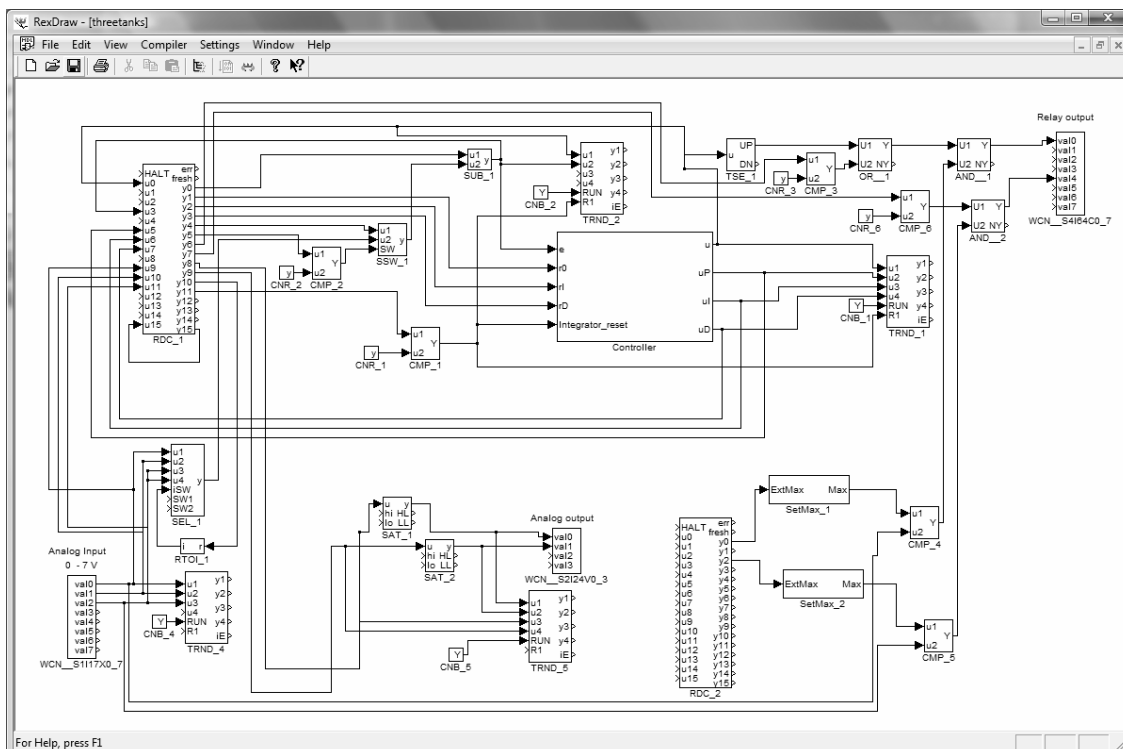 RexDraw - [threetanks]
File Edit View Compiler Settings Window Help
Relay output
val0
val1
val2
val3
val4
val5
val6
val7
WCN__S4I64C0_7
HALT
u0
u1
u2
u3
u4
u5
u6
u7
u8
u9
u10
u11
u12
u13
u14
u15
err
fresh
y0
y1
y2
y3
y4
y5
y6
y7
y8
y9
y10
y11
y12
y13
y14
y15
RDC_1
u1
u2
y
SUB_1
u1
u2
SW
y
SSW_1
y
CNR_2
u1
u2
Y
CMP_2
y
CNR_1
u1
u2
Y
CMP_1
Y
CNB_2
u1
u2
u3
u4
RUN
R1
y1
y2
y3
y4
iE
TRND_2
u
UP
DN
TSE_1
y
CNR_3
u1
u2
Y
CMP_3
U1
U2
Y
NY
OR__1
U1
U2
Y
NY
AND__1
y
CNR_6
u1
u2
Y
CMP_6
U1
U2
Y
NY
AND__2
e
r0
rI
rD
Integrator_reset
u
uP
uI
uD
Controller
Y
CNB_1
u1
u2
u3
u4
RUN
R1
y1
y2
y3
y4
iE
TRND_1
u1
u2
u3
u4
iSW
SW1
SW2
y
SEL_1
i r
RTOI_1
Analog Input
0 - 7 V
val0
val1
val2
val3
val4
val5
val6
val7
WCN__S1I17X0_7
Y
CNB_4
u1
u2
u3
u4
RUN
R1
y1
y2
y3
y4
iE
TRND_4
u y
hi HL
lo LL
SAT_1
u y
hi HL
lo LL
SAT_2
Analog output
val0
val1
val2
val3
WCN__S2I24V0_3
Y
CNB_5
u1
u2
u3
u4
RUN
R1
y1
y2
y3
y4
iE
TRND_5
HALT
u0
u1
u2
u3
u4
u5
u6
u7
u8
u9
u10
u11
u12
u13
u14
u15
err
fresh
y0
y1
y2
y3
y4
y5
y6
y7
y8
y9
y10
y11
y12
y13
y14
y15
RDC_2
ExtMax Max
SetMax_1
ExtMax Max
SetMax_2
u1
u2
Y
CMP_4
u1
u2
Y
CMP_5
For Help, press F1